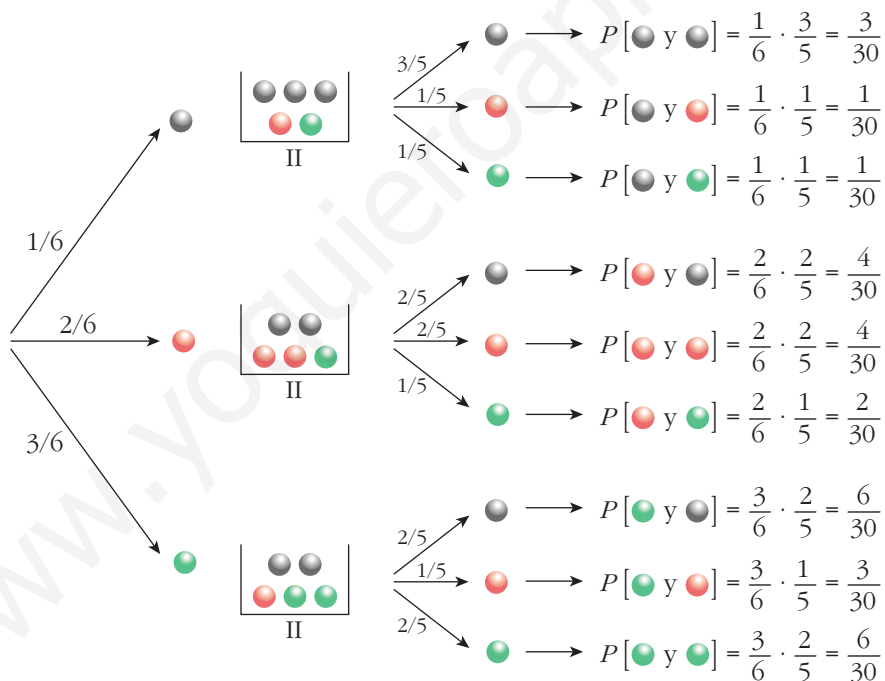 3/5
P [ y ] = 1/6 · 3/5 = 3/30
1/5
P [ y ] = 1/6 · 1/5 = 1/30
II
1/5
P [ y ] = 1/6 · 1/5 = 1/30
1/6
2/5
P [ y ] = 2/6 · 2/5 = 4/30
2/6
2/5
P [ y ] = 2/6 · 2/5 = 4/30
II
1/5
P [ y ] = 2/6 · 1/5 = 2/30
3/6
2/5
P [ y ] = 3/6 · 2/5 = 6/30
1/5
P [ y ] = 3/6 · 1/5 = 3/30
II
2/5
P [ y ] = 3/6 · 2/5 = 6/30